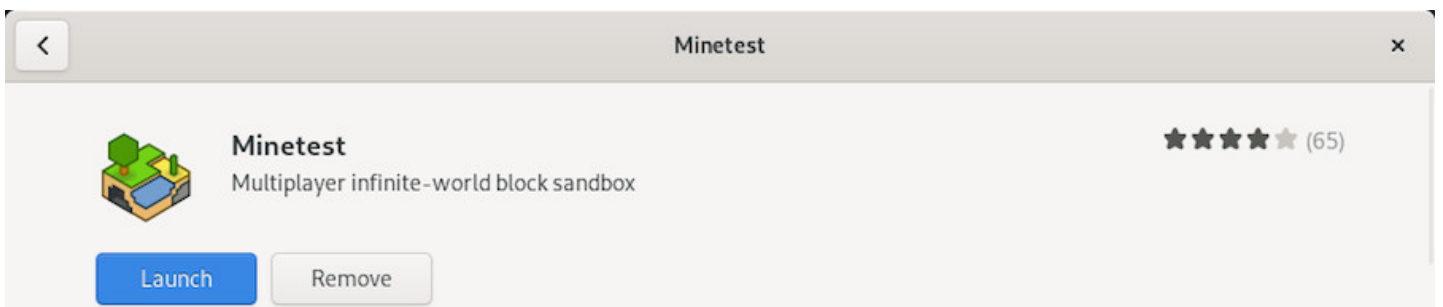 Minetest
Minetest
(65)
Multiplayer infinite-world block sandbox
Launch
Remove